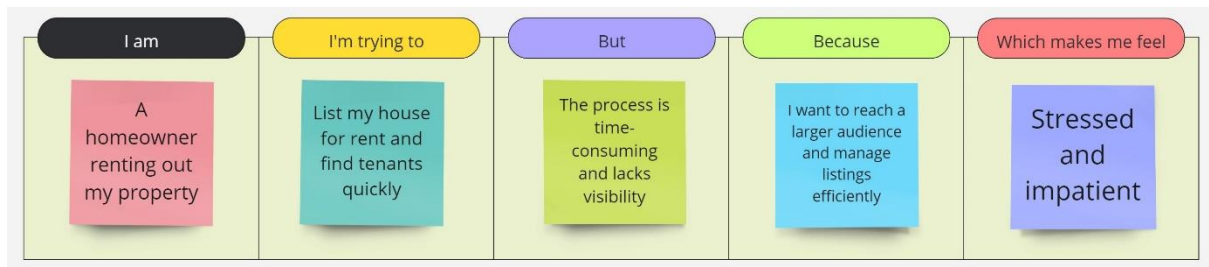 I am
I'm trying to
But
Because
Which makes me feel
A
homeowner
renting out
my property
List my house
for rent and
find tenants
quickly
The process is
time-
consuming
and lacks
visibility
I want to reach a
larger audience
and manage
listings
efficiently
Stressed
and
impatient